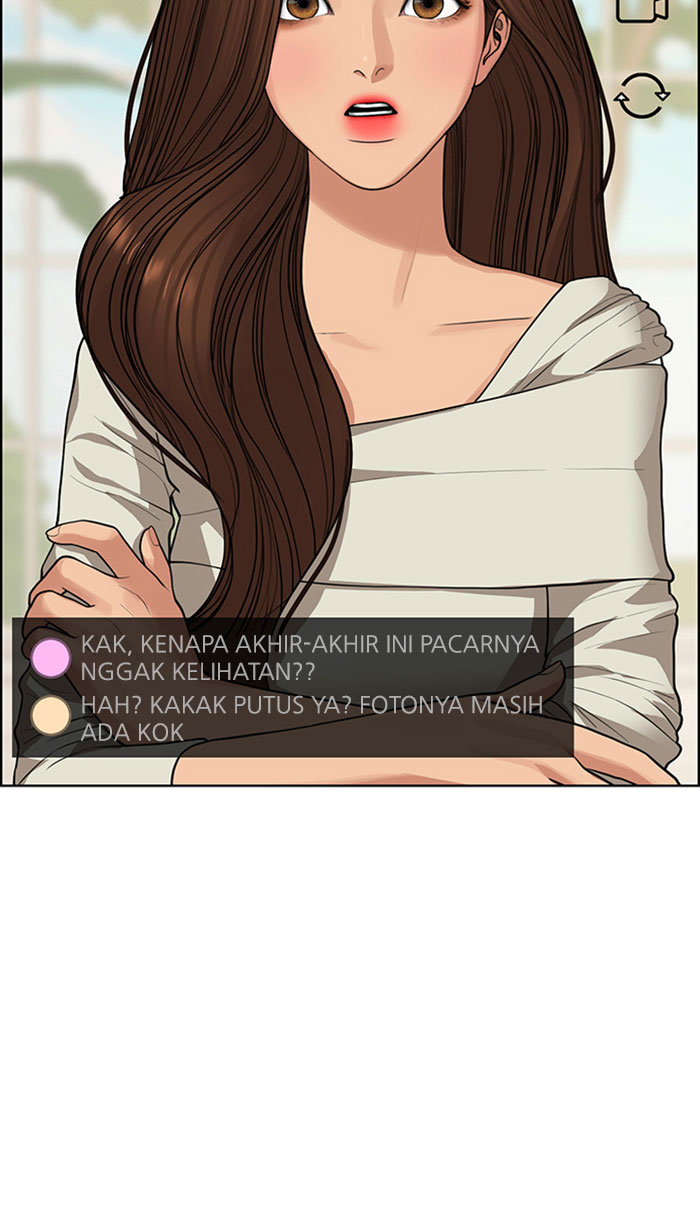 KAK, KENAPA AKHIR-AKHIR INI PACARNYA
NGGAK KELIHATAN??
HAH? KAKAK PUTUS YA? FOTONYA MASIH
ADA KOK